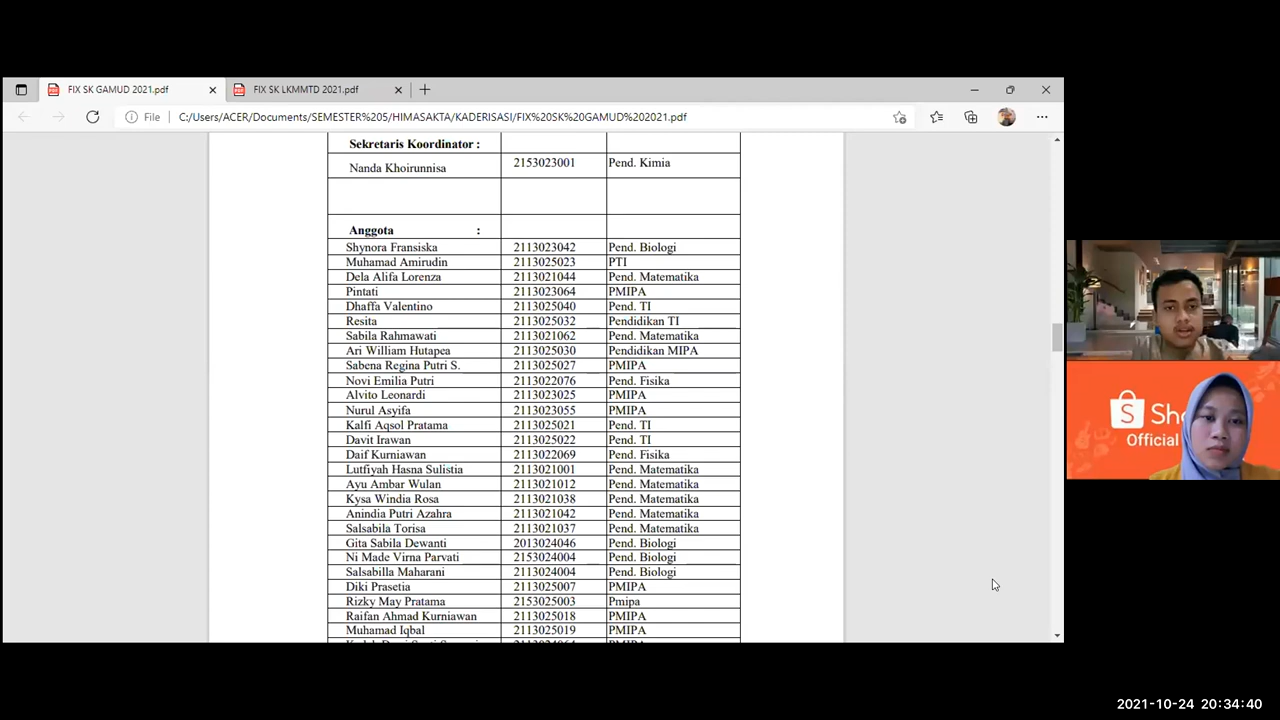 FIX SK GAMUD 2021.pdf
FIX SK LKMMTD 2021.pdf
File C:/Users/ACER/Documents/SEMESTER%205/HIMASAKTA/KADERISASI/FIX%20SK%20GAMUD%202021.pdf
Sekretaris Koordinator :
Nanda Khoirunnisa 2153023001 Pend. Kimia
Anggota :
Shynora Fransiska 2113023042 Pend. Biologi
Muhamad Amirudin 2113025023 PTI
Dela Alifa Lorenza 2113021044 Pend. Matematika
Pintati 2113023064 PMIPA
Dhaffa Valentino 2113025040 Pend. TI
Resita 2113025032 Pendidikan TI
Sabila Rahmawati 2113021062 Pend. Matematika
Ari William Hutapea 2113025030 Pendidikan MIPA
Sabena Regina Putri S. 2113025027 PMIPA
Novi Emilia Putri 2113022076 Pend. Fisika
Alvito Leonardi 2113023025 PMIPA
Nurul Asyifa 2113023055 PMIPA
Kalfi Aqsol Pratama 2113025021 Pend. TI
Davit Irawan 2113025022 Pend. TI
Daif Kurniawan 2113022069 Pend. Fisika
Lutfiyah Hasna Sulistia 2113021001 Pend. Matematika
Ayu Ambar Wulan 2113021012 Pend. Matematika
Kysa Windia Rosa 2113021038 Pend. Matematika
Anindia Putri Azahra 2113021042 Pend. Matematika
Salsabila Torisa 2113021037 Pend. Matematika
Gita Sabila Dewanti 2013024046 Pend. Biologi
Ni Made Virna Parvati 2153024004 Pend. Biologi
Salsabilla Maharani 2113024004 Pend. Biologi
Diki Prasetia 2113025007 PMIPA
Rizky May Pratama 2153025003 Pmipa
Raifan Ahmad Kurniawan 2113025018 PMIPA
Muhamad Iqbal 2113025019 PMIPA
Official
2021-10-24 20:34:40